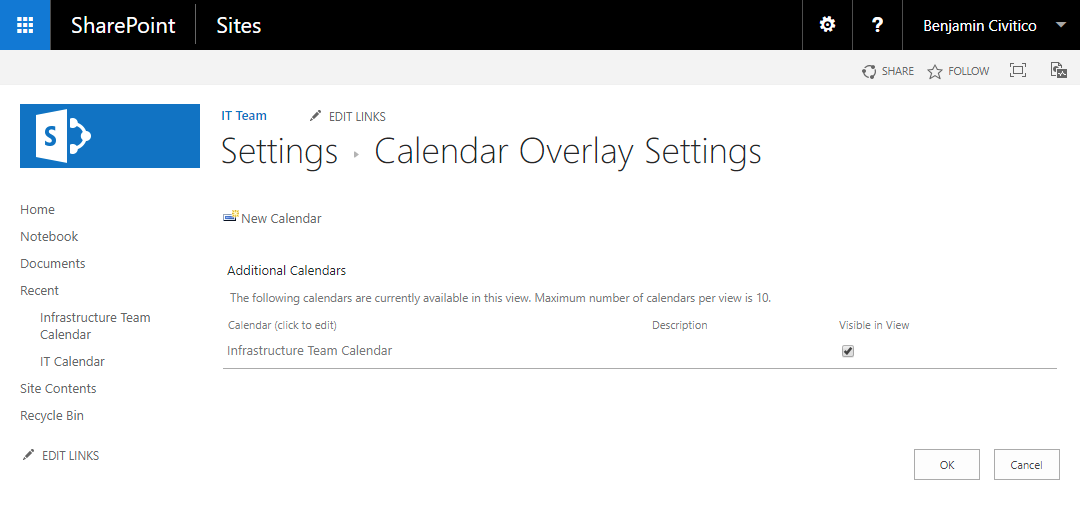 SharePoint Sites ? Benjamin Civitico
SHARE FOLLOW
S
IT Team EDIT LINKS
Settings ▸ Calendar Overlay Settings
Home
Notebook
Documents
Recent
Infrastructure Team
Calendar
IT Calendar
Site Contents
Recycle Bin
EDIT LINKS
New Calendar
Additional Calendars
The following calendars are currently available in this view. Maximum number of calendars per view is 10.
Calendar (click to edit) Description Visible in View
Infrastructure Team Calendar
OK Cancel